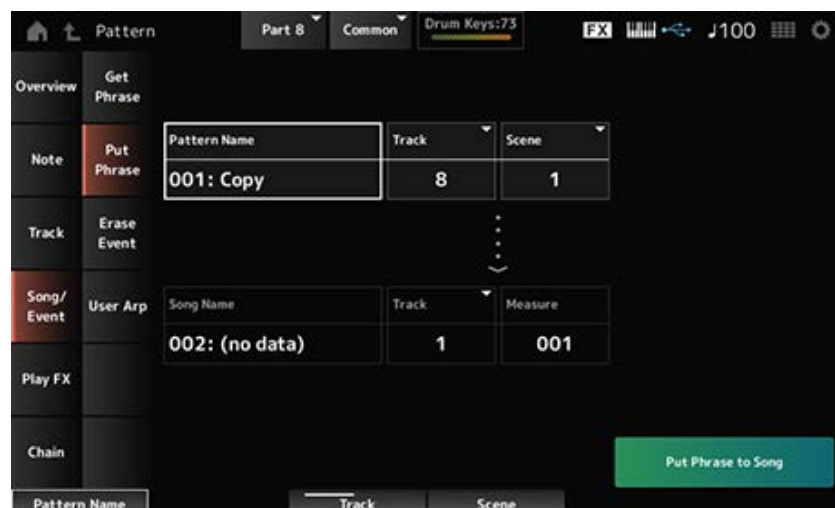 Pattern
Part 8
Common
Drum Keys:73
FX
♩100
Overview
Get
Phrase
Note
Put
Phrase
Pattern Name
Track
Scene
001: Copy
8
1
Track
Erase
Event
Song/
Event
User Arp
Song Name
Track
Measure
002: (no data)
1
001
Play FX
Chain
Put Phrase to Song
Pattern Name
Track
Scene